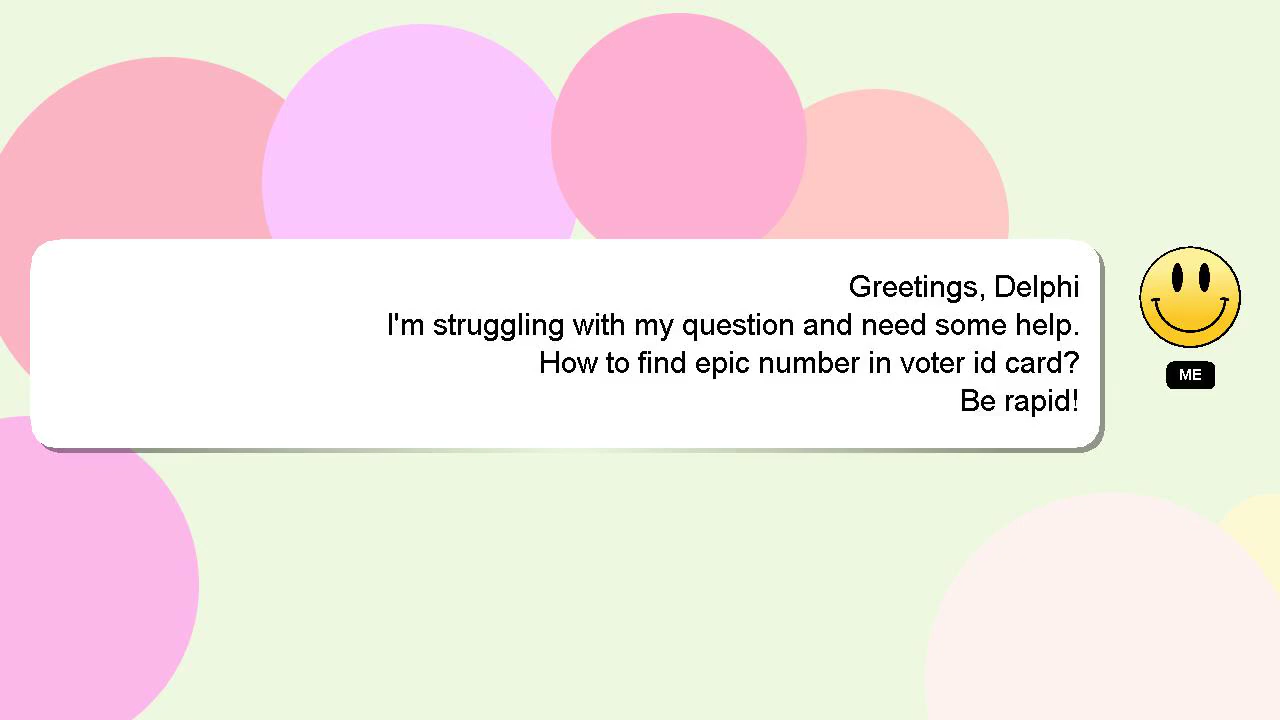 Greetings, Delphi
I'm struggling with my question and need some help.
How to find epic number in voter id card?
Be rapid!
ME